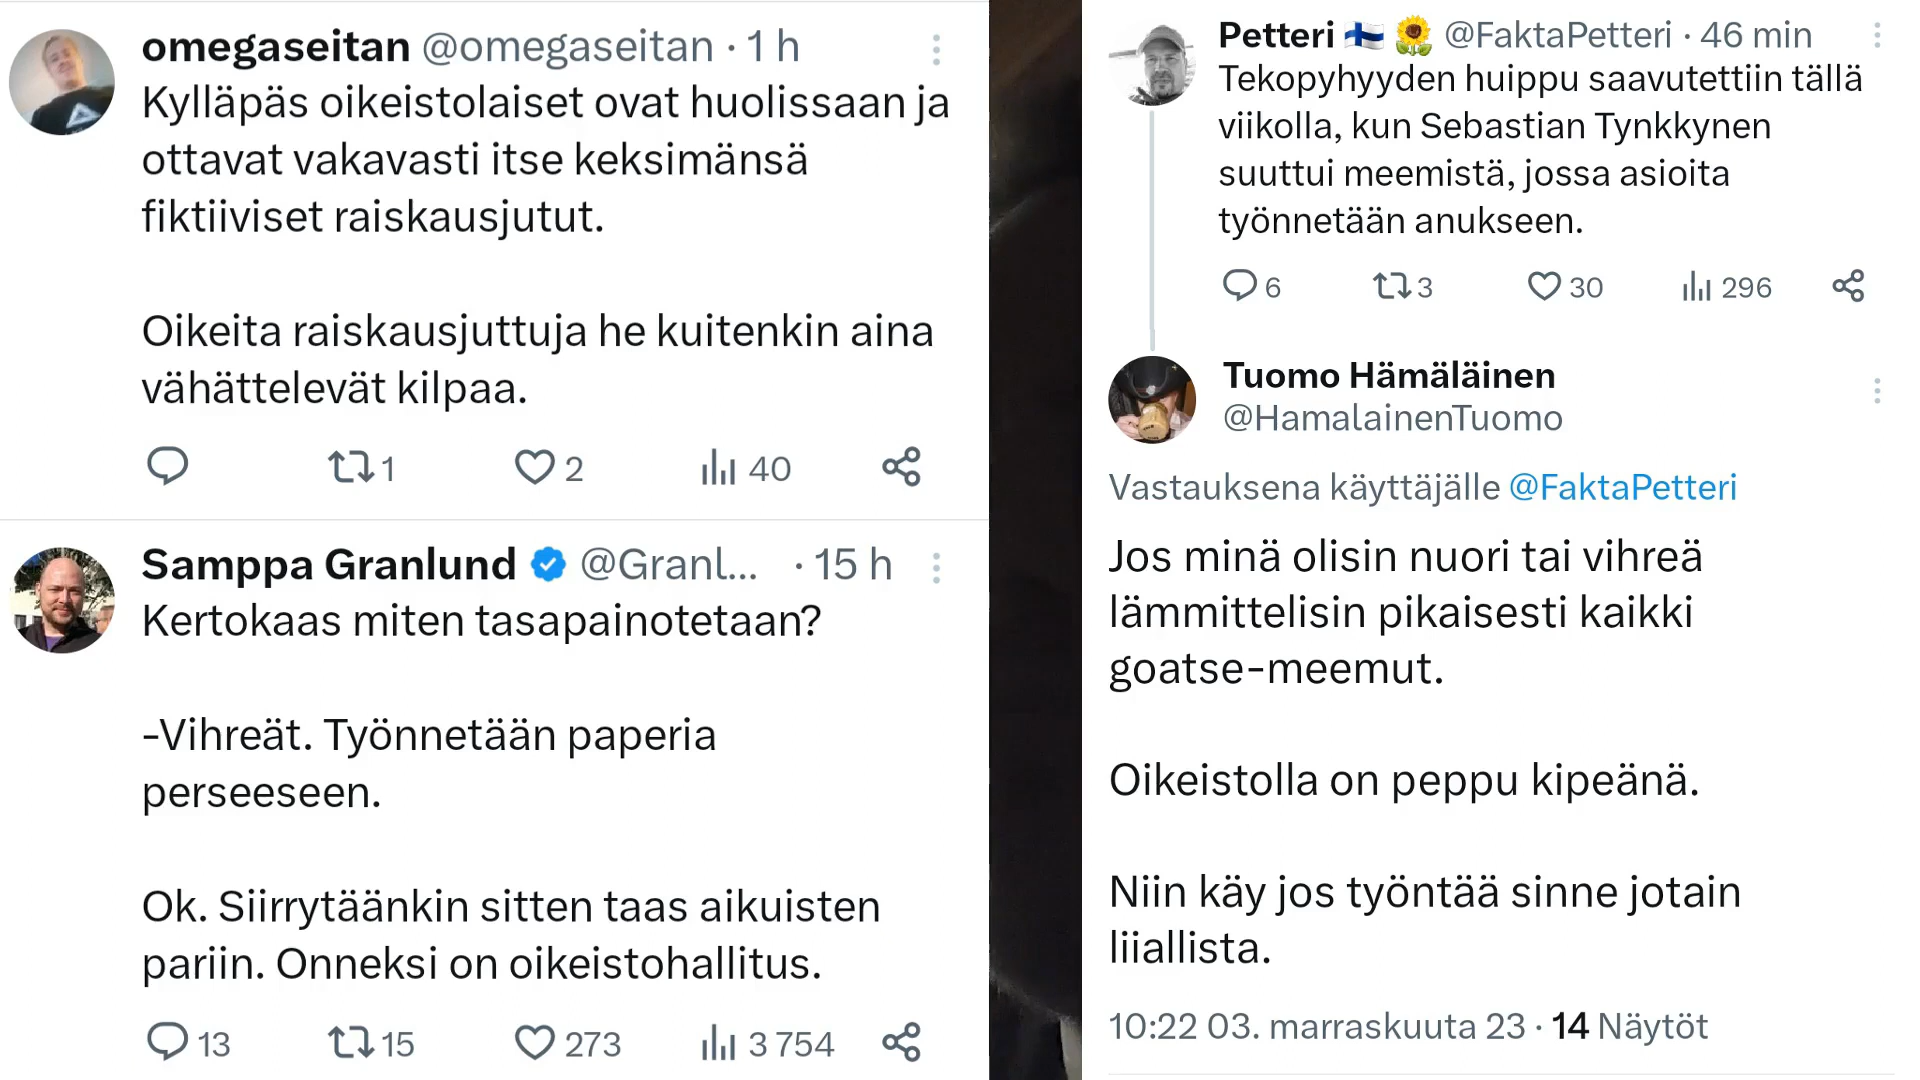 omegaseitan @omegaseitan · 1 h
Kylläpäs oikeistolaiset ovat huolissaan ja
ottavat vakavasti itse keksimänsä
fiktiiviset raiskausjutut.
Oikeita raiskausjuttuja he kuitenkin aina
vähättelevät kilpaa.
1 2 40
Samppa Granlund @Granl... · 15 h
Kertokaas miten tasapainotetaan?
-Vihreät. Työnnetään paperia
perseeseen.
Ok. Siirrytäänkin sitten taas aikuisten
pariin. Onneksi on oikeistohallitus.
13 15 273 3 754
Petteri 🇫🇮 🌻 @FaktaPetteri · 46 min
Tekopyhyyden huippu saavutettiin tällä
viikolla, kun Sebastian Tynkkynen
suuttui meemistä, jossa asioita
työnnetään anukseen.
6 3 30 296
Tuomo Hämäläinen
@HamalainenTuomo
Vastauksena käyttäjälle @FaktaPetteri
Jos minä olisin nuori tai vihreä
lämmittelisin pikaisesti kaikki
goatse-meemut.
Oikeistolla on peppu kipeänä.
Niin käy jos työntää sinne jotain
liiallista.
10:22 03. marraskuuta 23 · 14 Näytöt